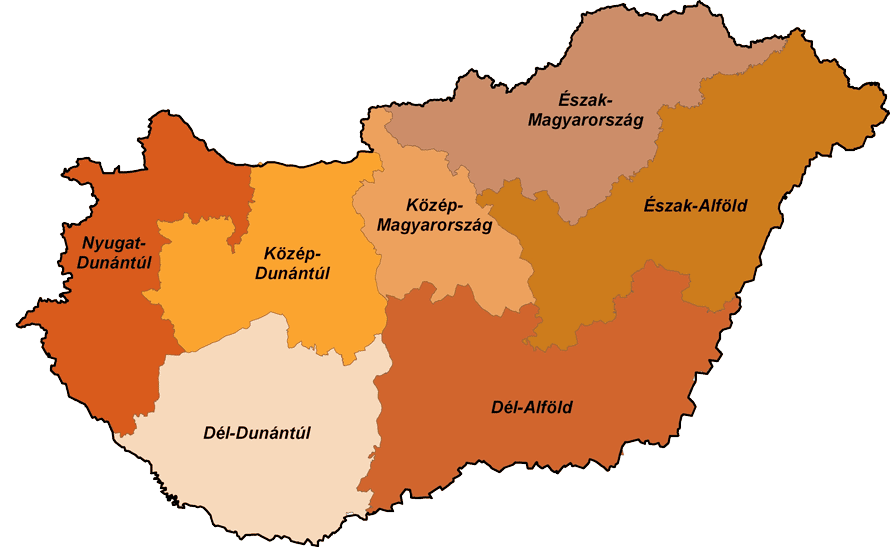 Észak-
Magyarország
Közép-
Magyarország
Észak-Alföld
Nyugat-
Dunántúl
Közép-
Dunántúl
Dél-Alföld
Dél-Dunántúl